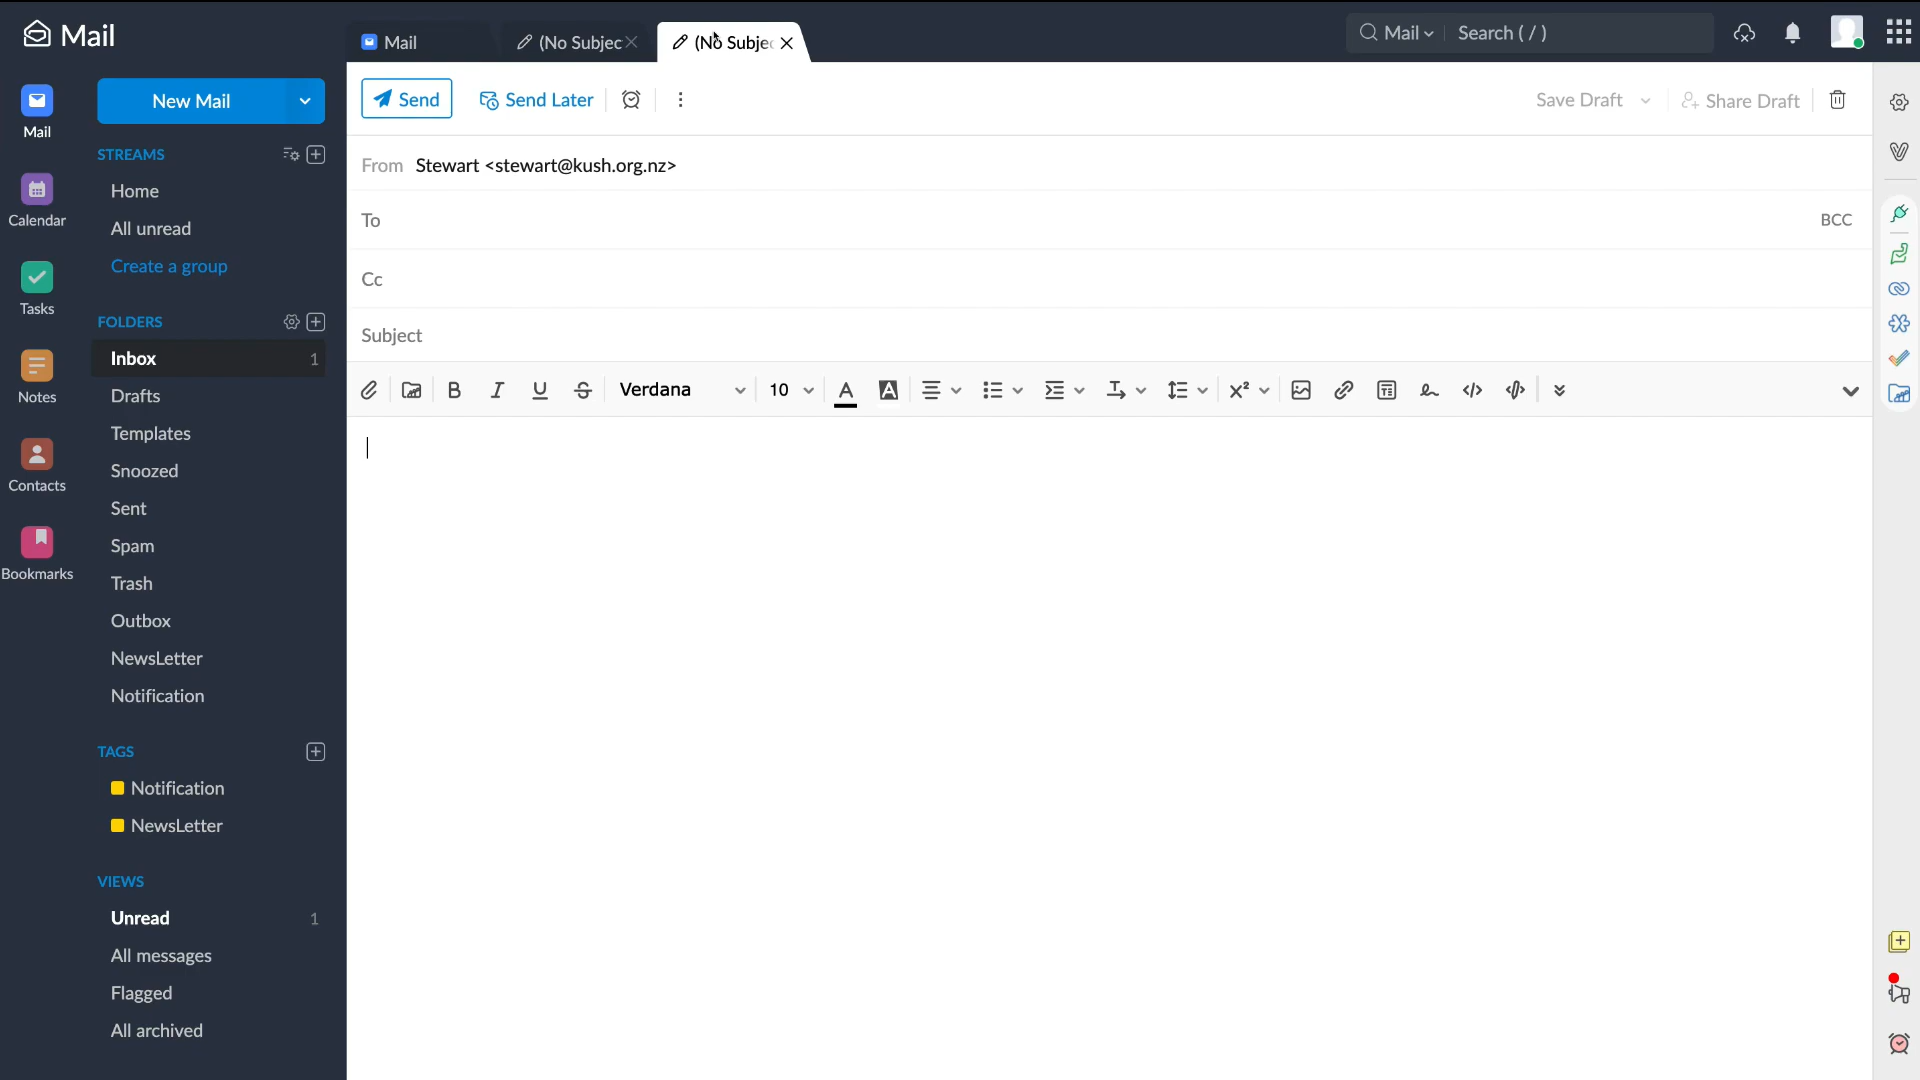 Mail
Mail
(No Subjec
(No Subjec
Mail
Search ( / )
Mail
Calendar
Tasks
Notes
Contacts
Bookmarks
New Mail
STREAMS
Home
All unread
Create a group
FOLDERS
Inbox 1
Drafts
Templates
Snoozed
Sent
Spam
Trash
Outbox
NewsLetter
Notification
TAGS
Notification
NewsLetter
VIEWS
Unread 1
All messages
Flagged
All archived
Send
Send Later
Save Draft
Share Draft
From Stewart <stewart@kush.org.nz>
To
BCC
Cc
Subject
B I U S Verdana 10 A A X²